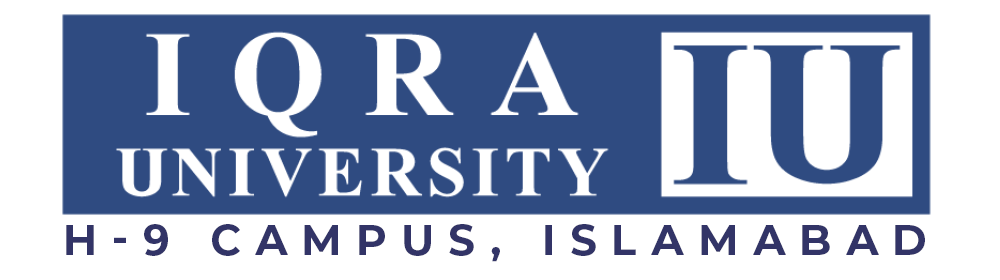 IQRA
UNIVERSITY
IU
H-9 CAMPUS, ISLAMABAD